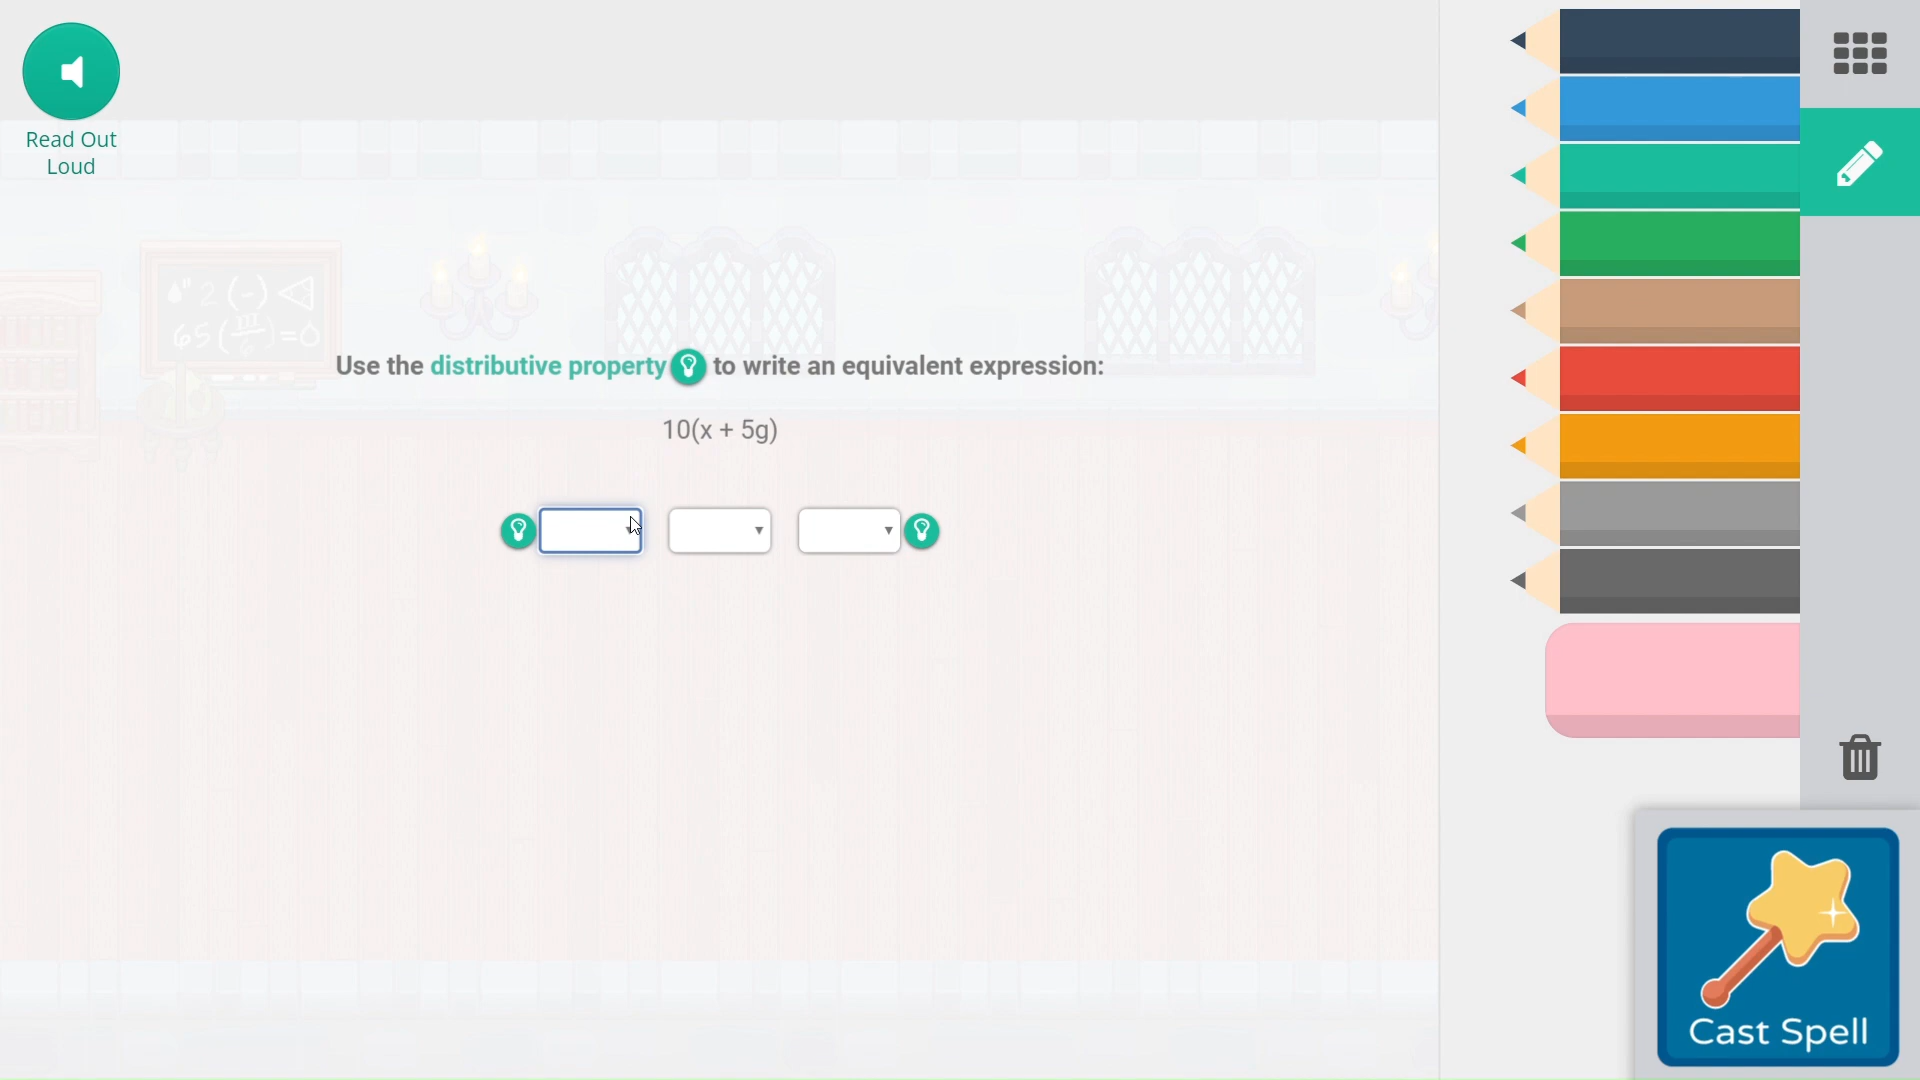 Read Out
Loud
Use the distributive property to write an equivalent expression:
10(x + 5g)
Cast Spell